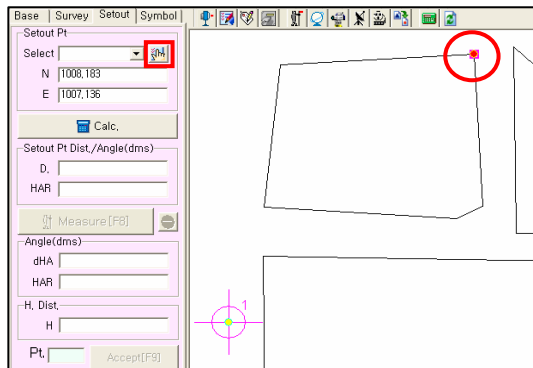 Base Survey Setout Symbol
Setout Pt
Select
N 1008,183
E 1007,136
Calc,
Setout Pt Dist,/Angle(dms)
D,
HAR
Measure[F8]
Angle(dms)
dHA
HAR
H, Dist,
H
Pt, Accept[F9]
1